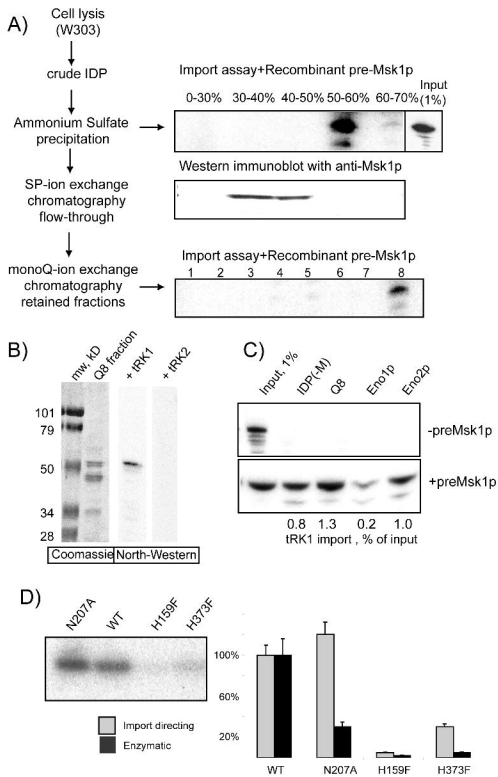 A)
Cell lysis
(W303)
crude IDP
Ammonium Sulfate
precipitation
SP-ion exchange
chromatography
flow-through
monoQ-ion exchange
chromatography
retained fractions
Import assay+Recombinant pre-Msk1p
0-30% 30-40% 40-50% 50-60% 60-70% Input (1%)
Western immunoblot with anti-Msk1p
Import assay+Recombinant pre-Msk1p
1 2 3 4 5 6 7 8
B)
mw, kD
Q8 fraction
+ tRK1
+ tRK2
101
79
50
34
28
Coomassie North-Western
C)
Input, 1%
IDP(-M)
Q8
Eno1p
Eno2p
-preMsk1p
+preMsk1p
0.8 1.3 0.2 1.0
tRK1 import , % of input
D)
N207A
WT
H159F
H373F
Import directing
Enzymatic
100%
60%
20%
WT N207A H159F H373F